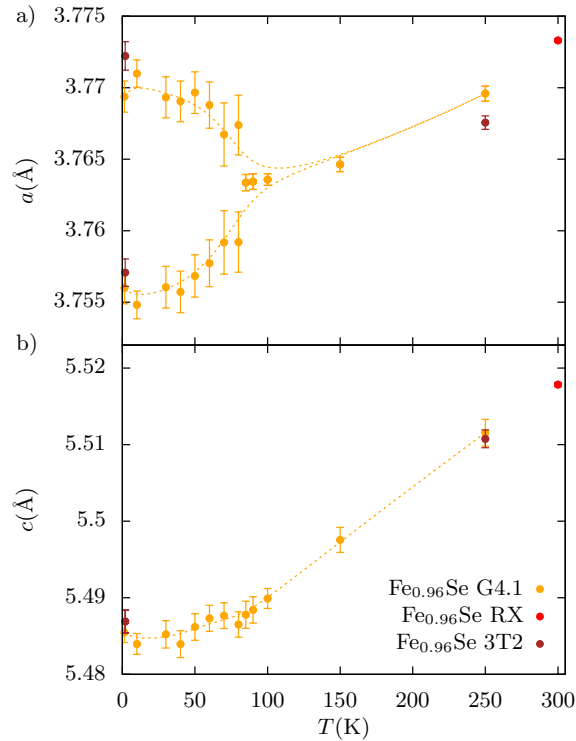 a)
3.775
3.77
3.765
3.76
3.755
a(Å)
b)
5.52
5.51
5.5
5.49
5.48
c(Å)
Fe₀.₉₆Se G4.1
Fe₀.₉₆Se RX
Fe₀.₉₆Se 3T2
0 50 100 150 200 250 300
T(K)